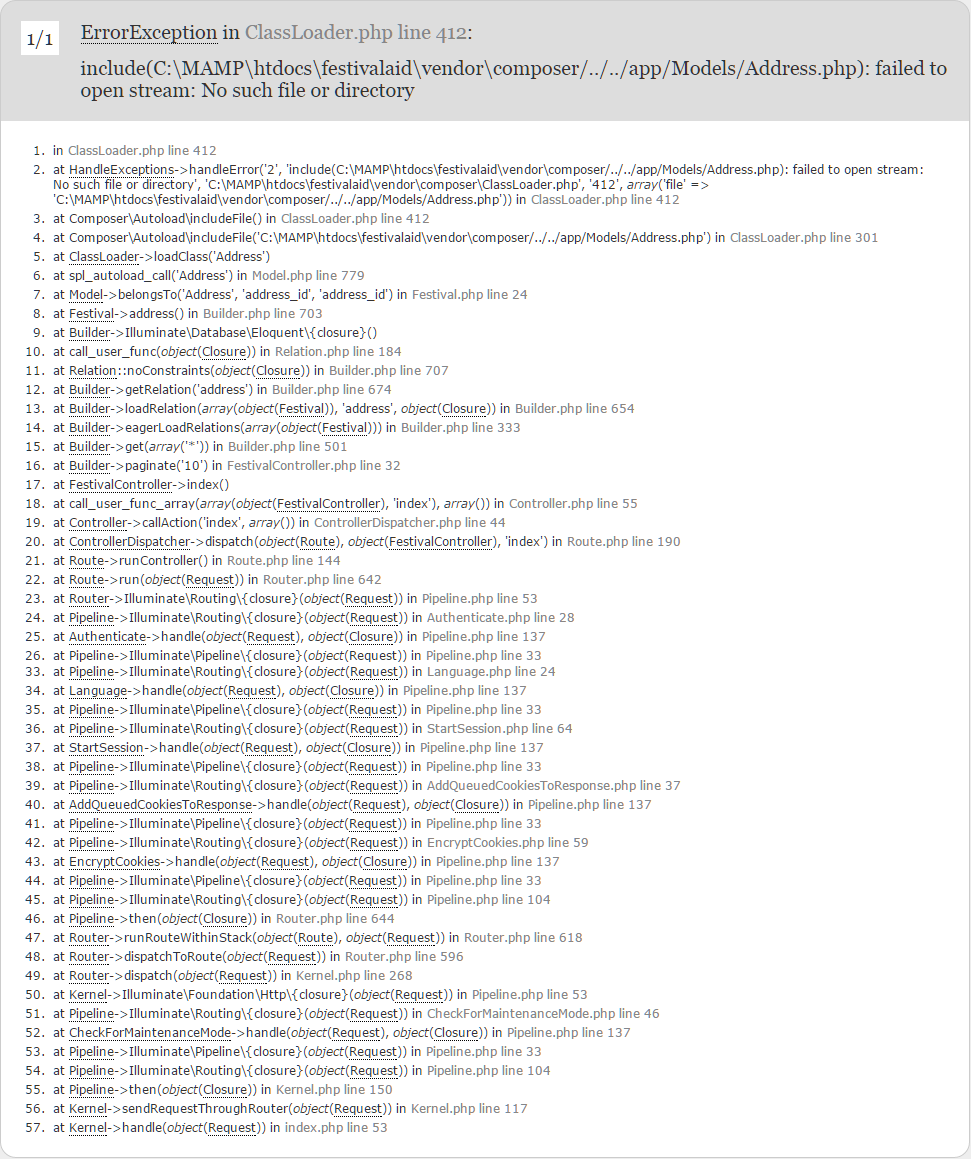 1/1
ErrorException in ClassLoader.php line 412:
include(C:\MAMP\htdocs\festivalaid\vendor\composer/../../app/Models/Address.php): failed to
open stream: No such file or directory
1. in ClassLoader.php line 412
2. at HandleExceptions->handleError('2', 'include(C:\MAMP\htdocs\festivalaid\vendor\composer/../../app/Models/Address.php): failed to open stream:
No such file or directory', 'C:\MAMP\htdocs\festivalaid\vendor\composer\ClassLoader.php', '412', array('file' =>
'C:\MAMP\htdocs\festivalaid\vendor\composer/../../app/Models/Address.php')) in ClassLoader.php line 412
3. at Composer\Autoload\includeFile() in ClassLoader.php line 412
4. at Composer\Autoload\includeFile('C:\MAMP\htdocs\festivalaid\vendor\composer/../../app/Models/Address.php') in ClassLoader.php line 301
5. at ClassLoader->loadClass('Address')
6. at spl_autoload_call('Address') in Model.php line 779
7. at Model->belongsTo('Address', 'address_id', 'address_id') in Festival.php line 24
8. at Festival->address() in Builder.php line 703
9. at Builder->Illuminate\Database\Eloquent\{closure}()
10. at call_user_func(object(Closure)) in Relation.php line 184
11. at Relation::noConstraints(object(Closure)) in Builder.php line 707
12. at Builder->getRelation('address') in Builder.php line 674
13. at Builder->loadRelation(array(object(Festival)), 'address', object(Closure)) in Builder.php line 654
14. at Builder->eagerLoadRelations(array(object(Festival))) in Builder.php line 333
15. at Builder->get(array('*')) in Builder.php line 501
16. at Builder->paginate('10') in FestivalController.php line 32
17. at FestivalController->index()
18. at call_user_func_array(array(object(FestivalController), 'index'), array()) in Controller.php line 55
19. at Controller->callAction('index', array()) in ControllerDispatcher.php line 44
20. at ControllerDispatcher->dispatch(object(Route), object(FestivalController), 'index') in Route.php line 190
21. at Route->runController() in Route.php line 144
22. at Route->run(object(Request)) in Router.php line 642
23. at Router->Illuminate\Routing\{closure}(object(Request)) in Pipeline.php line 53
24. at Pipeline->Illuminate\Routing\{closure}(object(Request)) in Authenticate.php line 28
25. at Authenticate->handle(object(Request), object(Closure)) in Pipeline.php line 137
26. at Pipeline->Illuminate\Pipeline\{closure}(object(Request)) in Pipeline.php line 33
33. at Pipeline->Illuminate\Routing\{closure}(object(Request)) in Language.php line 24
34. at Language->handle(object(Request), object(Closure)) in Pipeline.php line 137
35. at Pipeline->Illuminate\Pipeline\{closure}(object(Request)) in Pipeline.php line 33
36. at Pipeline->Illuminate\Routing\{closure}(object(Request)) in StartSession.php line 64
37. at StartSession->handle(object(Request), object(Closure)) in Pipeline.php line 137
38. at Pipeline->Illuminate\Pipeline\{closure}(object(Request)) in Pipeline.php line 33
39. at Pipeline->Illuminate\Routing\{closure}(object(Request)) in AddQueuedCookiesToResponse.php line 37
40. at AddQueuedCookiesToResponse->handle(object(Request), object(Closure)) in Pipeline.php line 137
41. at Pipeline->Illuminate\Pipeline\{closure}(object(Request)) in Pipeline.php line 33
42. at Pipeline->Illuminate\Routing\{closure}(object(Request)) in EncryptCookies.php line 59
43. at EncryptCookies->handle(object(Request), object(Closure)) in Pipeline.php line 137
44. at Pipeline->Illuminate\Pipeline\{closure}(object(Request)) in Pipeline.php line 33
45. at Pipeline->Illuminate\Routing\{closure}(object(Request)) in Pipeline.php line 104
46. at Pipeline->then(object(Closure)) in Router.php line 644
47. at Router->runRouteWithinStack(object(Route), object(Request)) in Router.php line 618
48. at Router->dispatchToRoute(object(Request)) in Router.php line 596
49. at Router->dispatch(object(Request)) in Kernel.php line 268
50. at Kernel->Illuminate\Foundation\Http\{closure}(object(Request)) in Pipeline.php line 53
51. at Pipeline->Illuminate\Routing\{closure}(object(Request)) in CheckForMaintenanceMode.php line 46
52. at CheckForMaintenanceMode->handle(object(Request), object(Closure)) in Pipeline.php line 137
53. at Pipeline->Illuminate\Pipeline\{closure}(object(Request)) in Pipeline.php line 33
54. at Pipeline->Illuminate\Routing\{closure}(object(Request)) in Pipeline.php line 104
55. at Pipeline->then(object(Closure)) in Kernel.php line 150
56. at Kernel->sendRequestThroughRouter(object(Request)) in Kernel.php line 117
57. at Kernel->handle(object(Request)) in index.php line 53